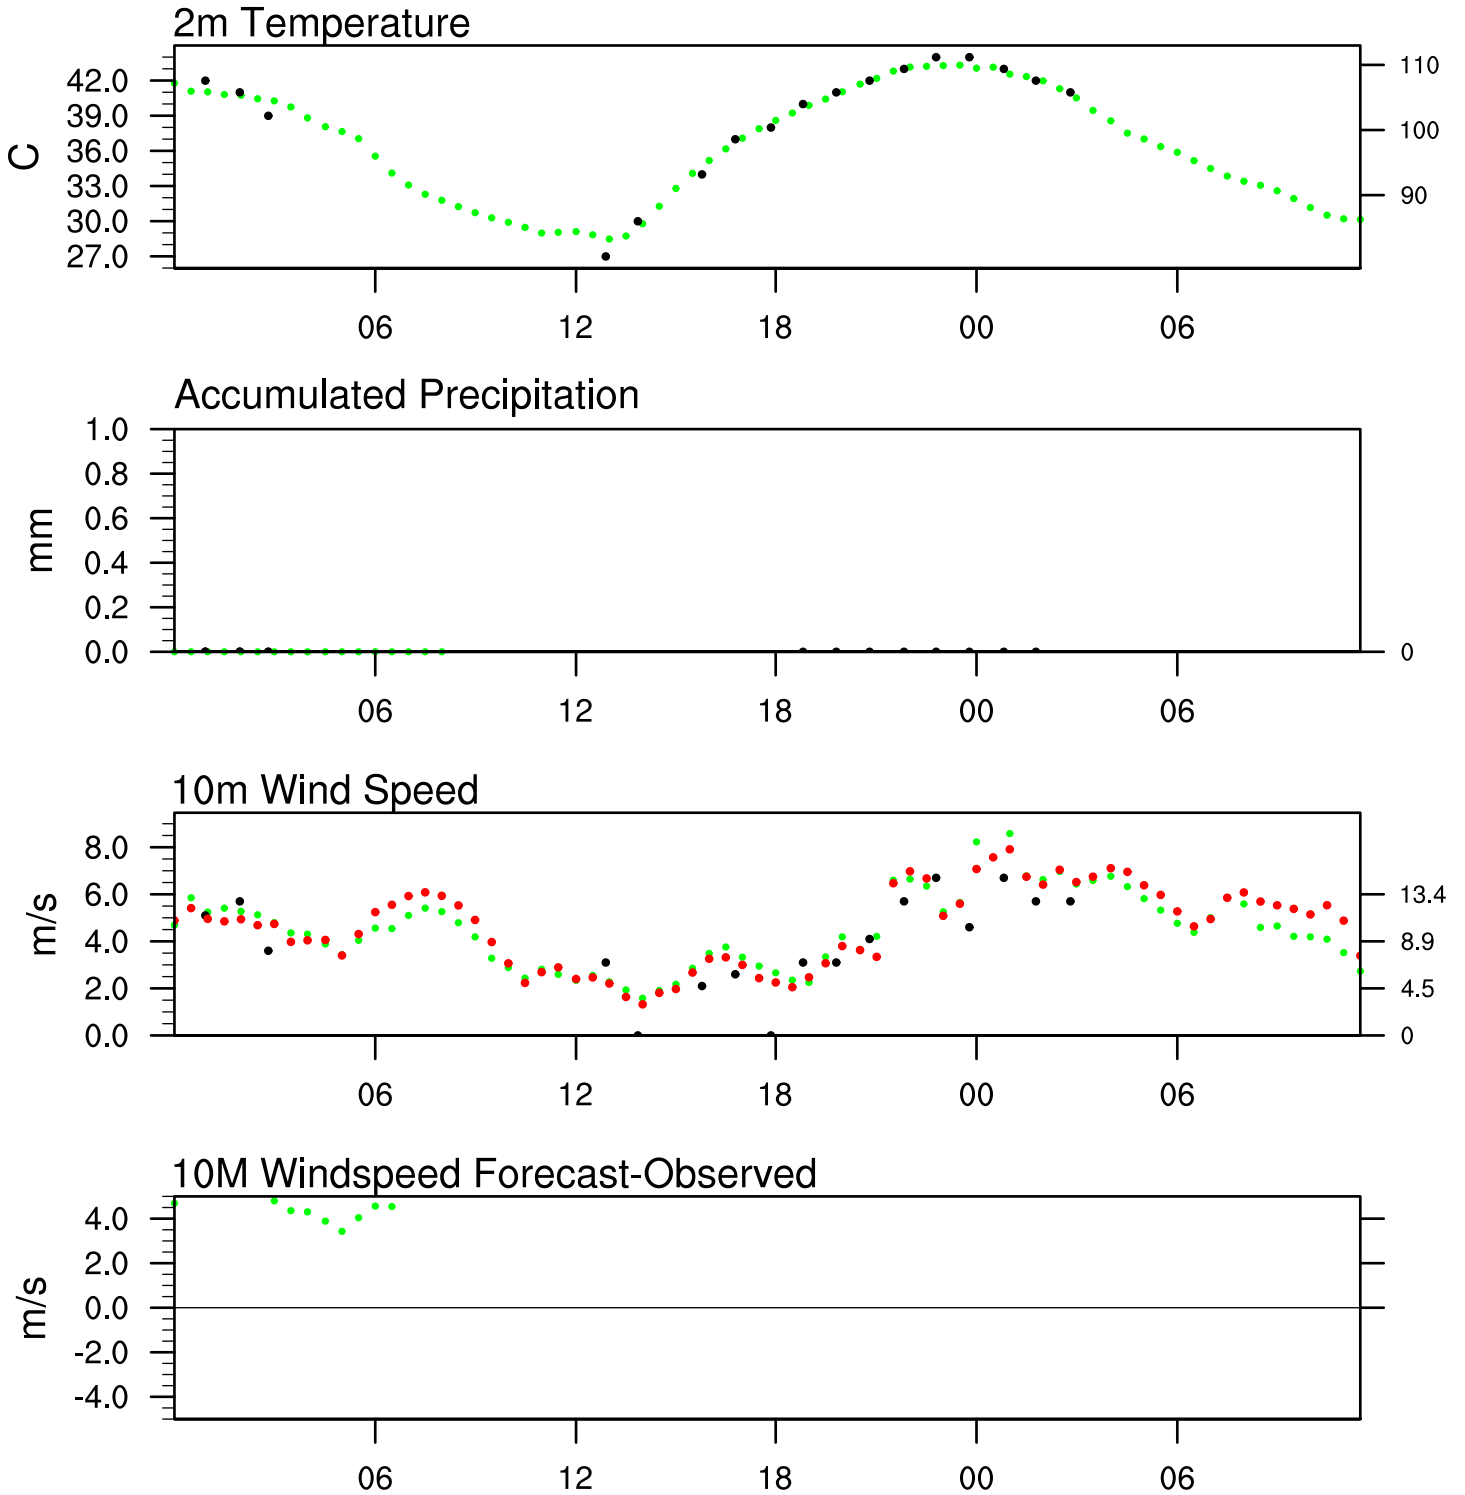 2m Temperature
42.0
39.0
36.0
33.0
30.0
27.0
C
110
100
90
06 12 18 00 06
Accumulated Precipitation
1.0
0.8
0.6
0.4
0.2
0.0
mm
0
06 12 18 00 06
10m Wind Speed
8.0
6.0
4.0
2.0
0.0
m/s
13.4
8.9
4.5
0
06 12 18 00 06
10M Windspeed Forecast-Observed
4.0
2.0
0.0
-2.0
-4.0
m/s
06 12 18 00 06